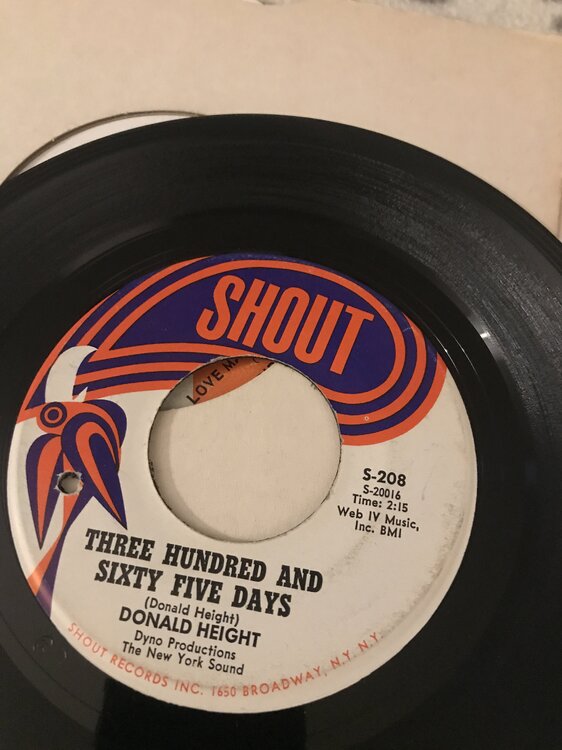 SHOUT
LOVE
S-208
S-20016
Time: 2:15
Web IV Music,
Inc. BMI
THREE HUNDRED AND
SIXTY FIVE DAYS
(Donald Height)
DONALD HEIGHT
Dyno Productions
The New York Sound
SHOUT RECORDS INC. 1650 BROADWAY, N.Y. N.Y.